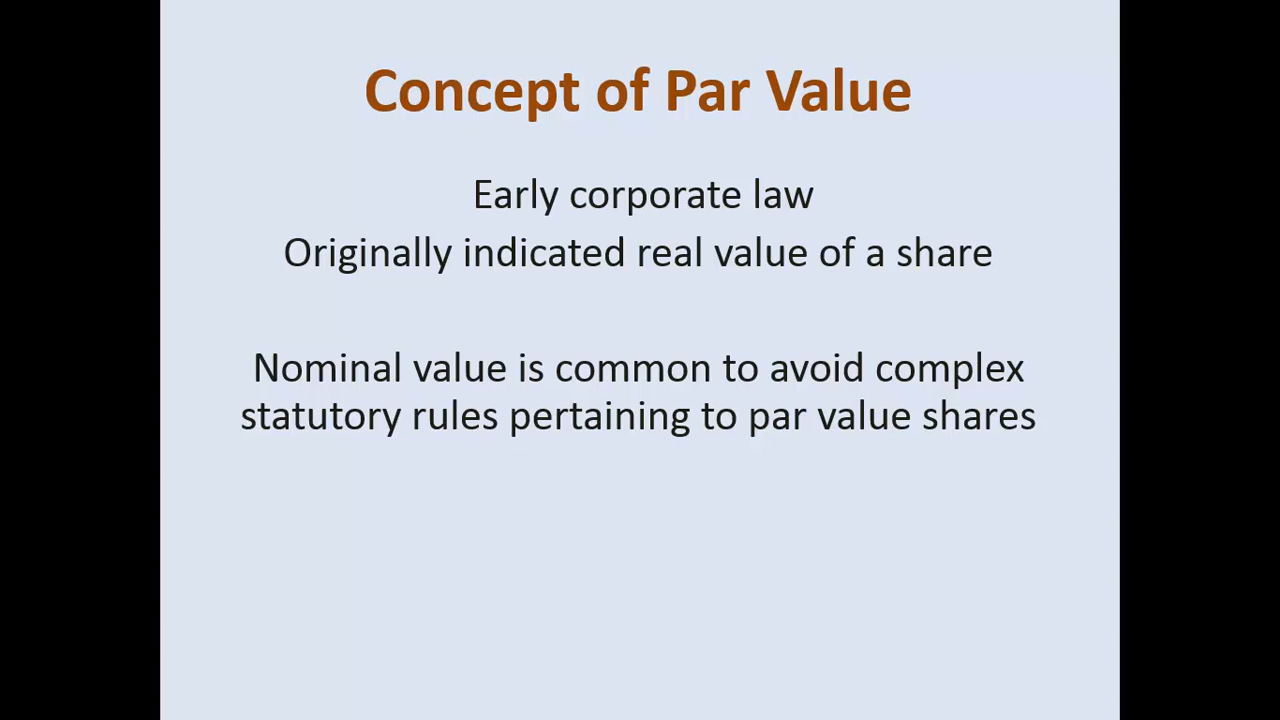 Concept of Par Value
Early corporate law
Originally indicated real value of a share
Nominal value is common to avoid complex
statutory rules pertaining to par value shares